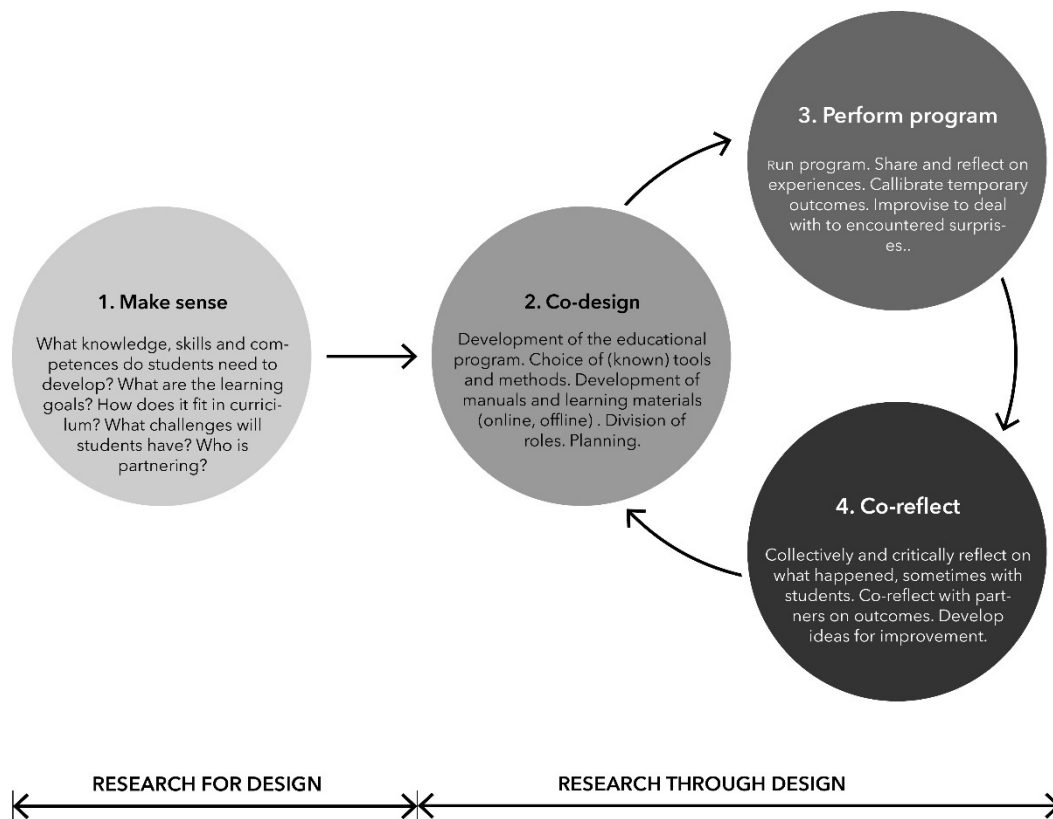 1. Make sense
What knowledge, skills and com-
petences do students need to
develop? What are the learning
goals? How does it fit in curric-
ilum? What challenges will
students have? Who is
partnering?
2. Co-design
Development of the educational
program. Choice of (known) tools
and methods. Development of
manuals and learning materials
(online, offline) . Division of
roles. Planning.
3. Perform program
Run program. Share and reflect on
experiences. Callibrate temporary
outcomes. Improvise to deal
with to encountered surpris-
es..
4. Co-reflect
Collectively and critically reflect on
what happened, sometimes with
students. Co-reflect with part-
ners on outcomes. Develop
ideas for improvement.
RESEARCH FOR DESIGN
RESEARCH THROUGH DESIGN